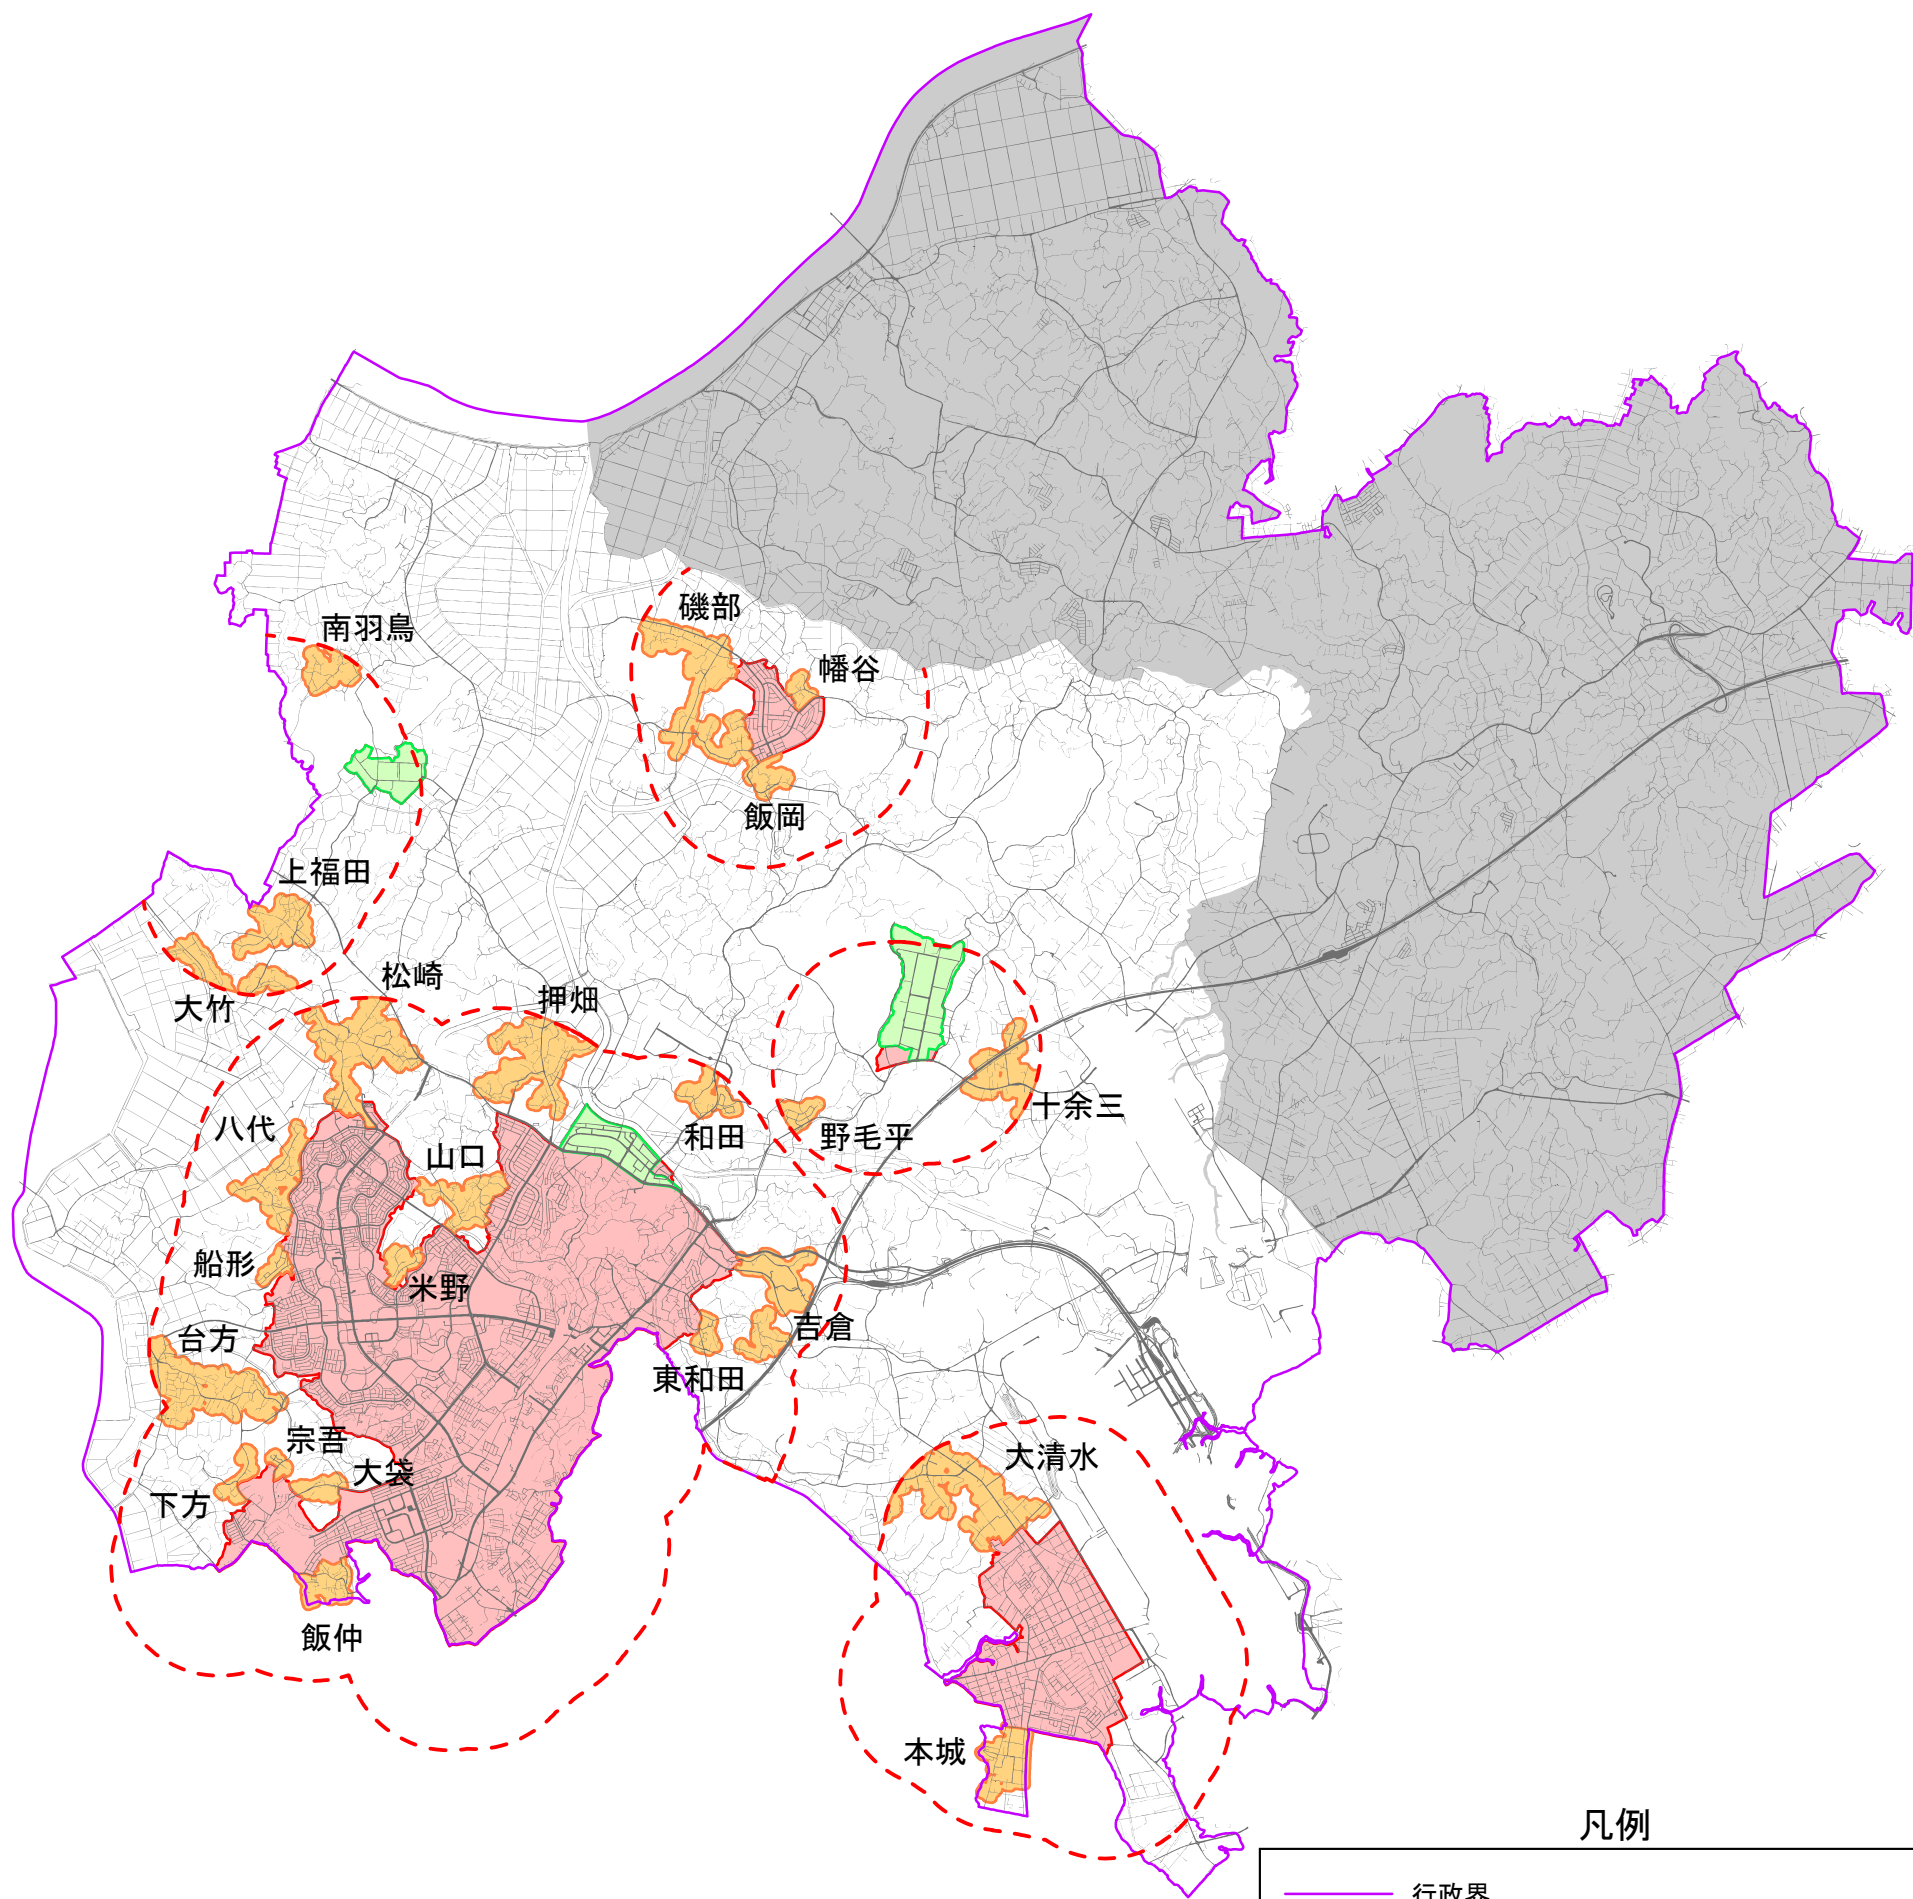 磯部
南羽鳥
幡谷
飯岡
上福田
松崎
大竹
押畑
十余三
八代
和田
野毛平
山口
船形
米野
台方
吉倉
東和田
宗吾
大袋
大清水
下方
飯仲
本城
凡例
行政界